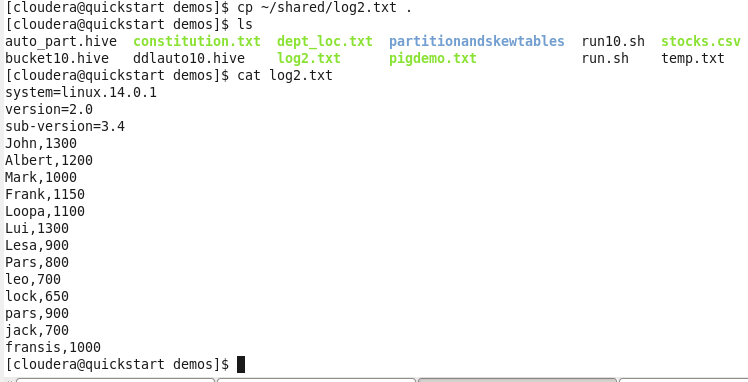 [cloudera@quickstart demos]$ cp ~/shared/log2.txt .
[cloudera@quickstart demos]$ ls
auto_part.hive  constitution.txt  dept_loc.txt  partitionandskewtables  run10.sh  stocks.csv
bucket10.hive  ddlauto10.hive  log2.txt  pigdemo.txt  run.sh  temp.txt
[cloudera@quickstart demos]$ cat log2.txt
system=linux.14.0.1
version=2.0
sub-version=3.4
John,1300
Albert,1200
Mark,1000
Frank,1150
Loopa,1100
Lui,1300
Lesa,900
Pars,800
leo,700
lock,650
pars,900
jack,700
fransis,1000
[cloudera@quickstart demos]$